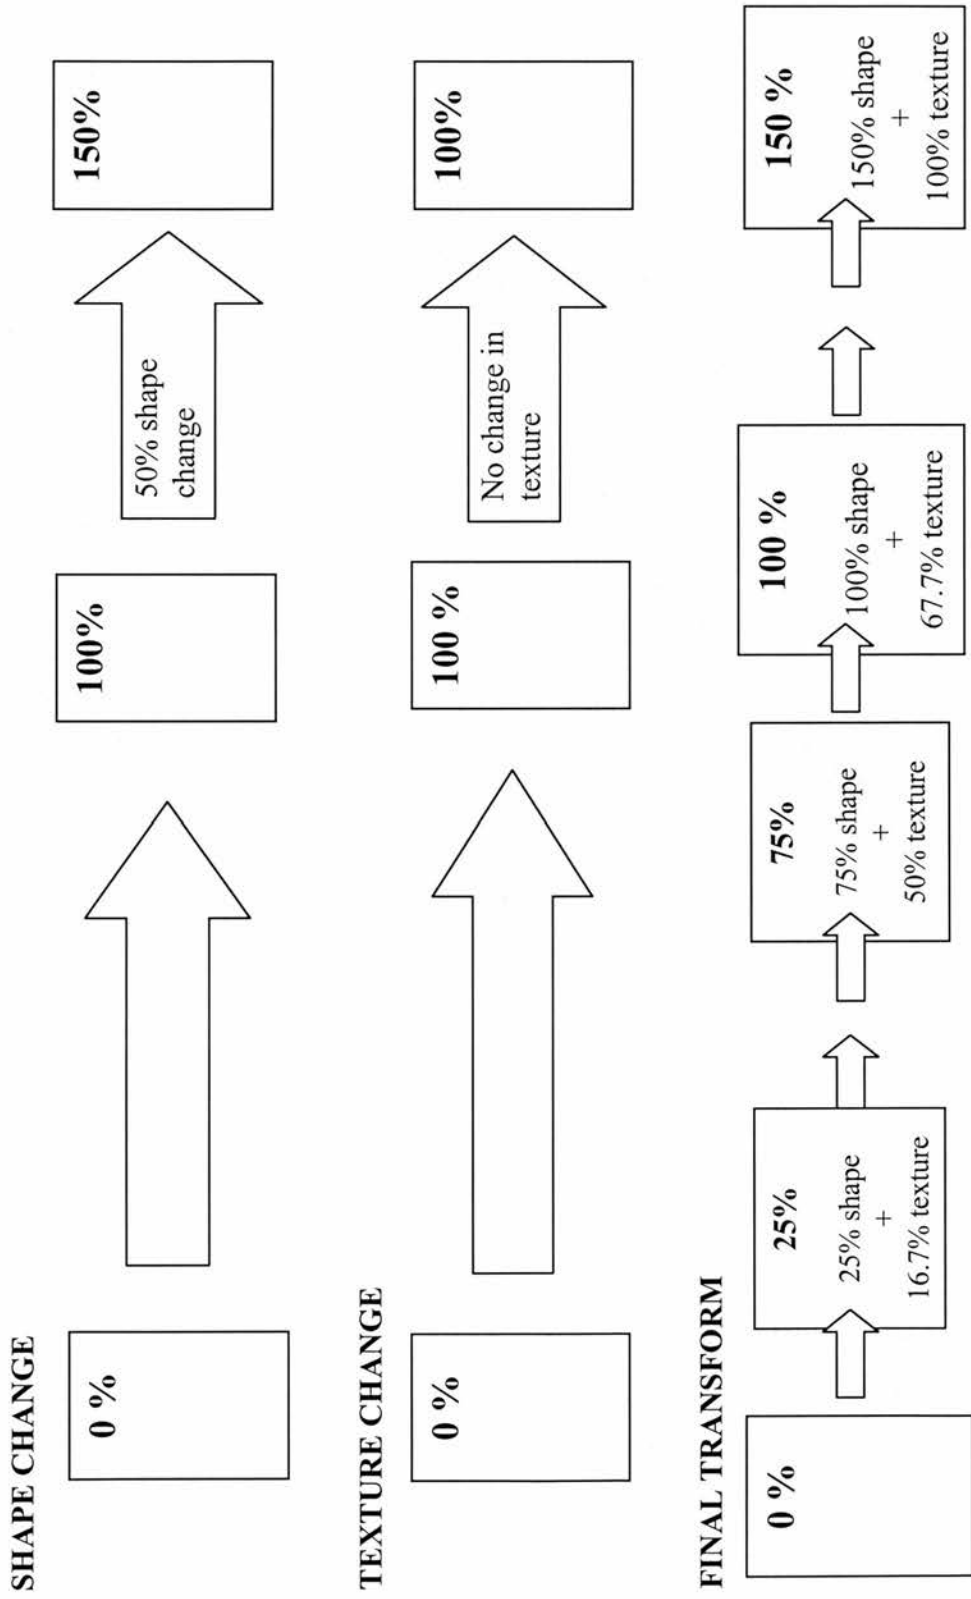 SHAPE CHANGE
0 %
100%
50% shape
change
150%
TEXTURE CHANGE
0 %
100 %
No change in
texture
100%
FINAL TRANSFORM
0 %
25%
25% shape
+
16.7% texture
75%
75% shape
+
50% texture
100 %
100% shape
+
67.7% texture
150 %
150% shape
+
100% texture